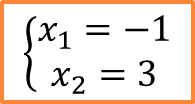 x₁ = −1
x₂ = 3